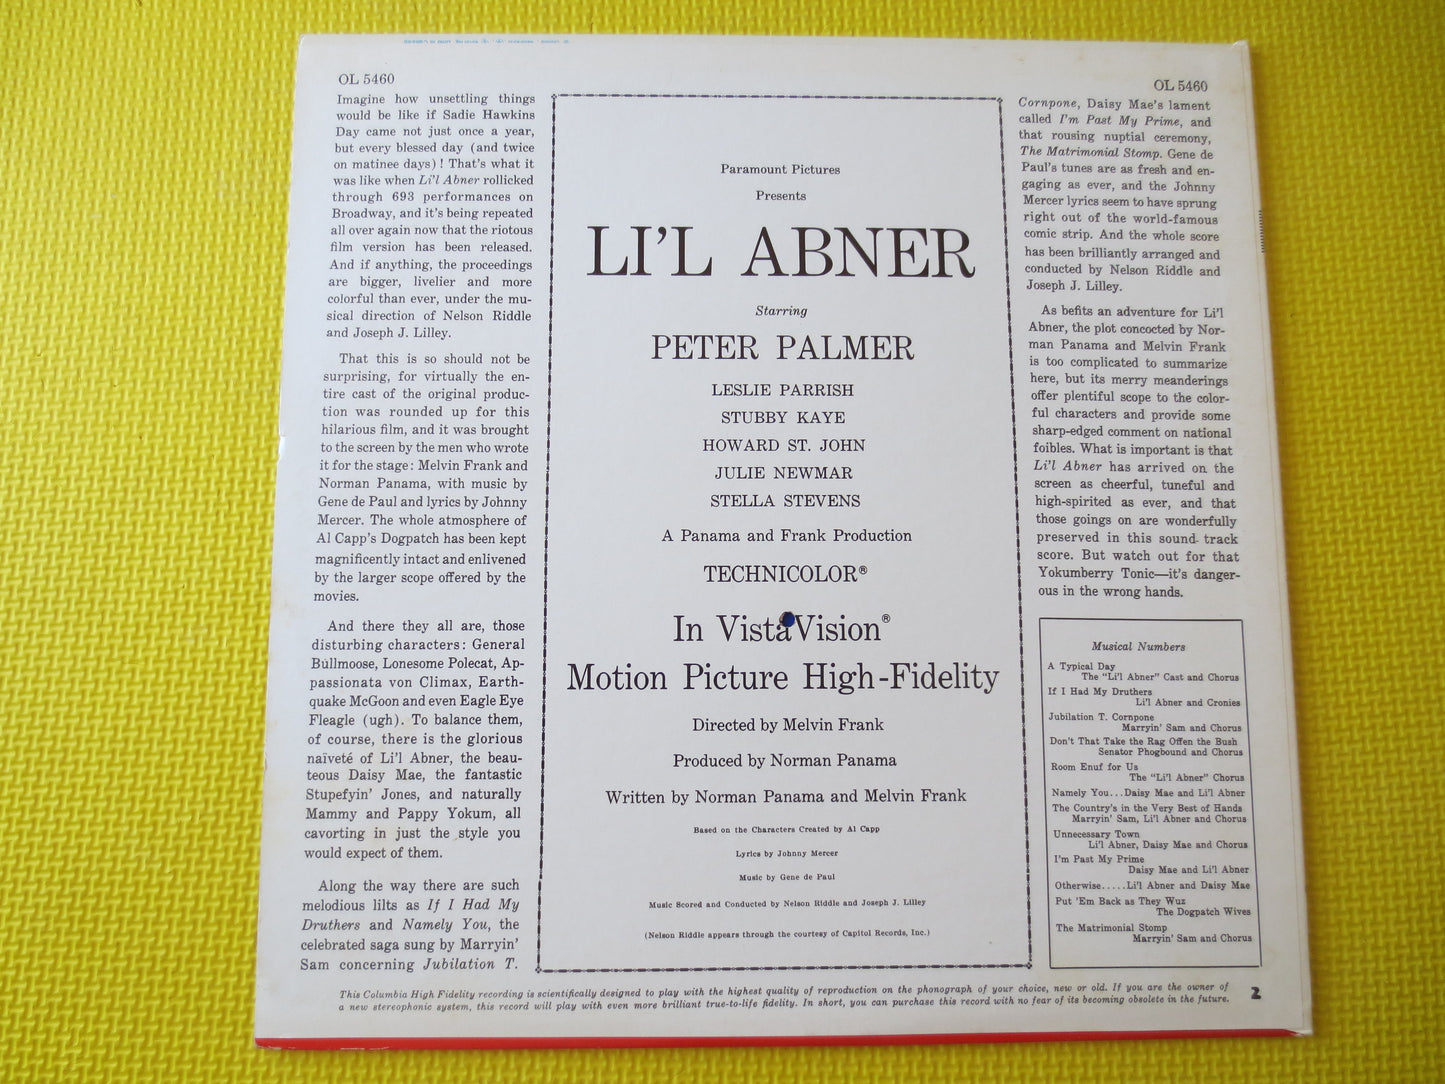 OL 5460
Imagine how unsettling things
would be like if Sadie Hawkins
Day came not just once a year,
but every blessed day (and twice
on matinee days)! That's what it
was like when Li'l Abner rollicked
through 693 performances on
Broadway, and it's being repeated
all over again now that the riotous
film version has been released.
And if anything, the proceedings
are bigger, livelier and more
colorful than ever, under the mu-
sical direction of Nelson Riddle
and Joseph J. Lilley.
That this is so should not be
surprising, for virtually the en-
tire cast of the original produc-
tion was rounded up for this
hilarious film, and it was brought
to the screen by the men who wrote
it for the stage: Melvin Frank and
Norman Panama, with music by
Gene de Paul and lyrics by Johnny
Mercer. The whole atmosphere of
Al Capp's Dogpatch has been kept
magnificently intact and enlivened
by the larger scope offered by the
movies.
And there they all are, those
disturbing characters: General
Bullmoose, Lonesome Polecat, Ap-
passionata von Climax, Earth-
quake McGoon and even Eagle Eye
Fleagle (ugh). To balance them,
of course, there is the glorious
naïveté of Li'l Abner, the beau-
teous Daisy Mae, the fantastic
Stupefyin' Jones, and naturally
Mammy and Pappy Yokum, all
cavorting in just the style you
would expect of them.
Along the way there are such
melodious lilts as If I Had My
Druthers and Namely You, the
celebrated saga sung by Marryin'
Sam concerning Jubilation T.
Paramount Pictures
Presents
LI'L ABNER
Starring
PETER PALMER
LESLIE PARRISH
STUBBY KAYE
HOWARD ST. JOHN
JULIE NEWMAR
STELLA STEVENS
A Panama and Frank Production
TECHNICOLOR®
In VistaVision®
Motion Picture High-Fidelity
Directed by Melvin Frank
Produced by Norman Panama
Written by Norman Panama and Melvin Frank
Based on the Characters Created by Al Capp
Lyrics by Johnny Mercer
Music by Gene de Paul
Music Scored and Conducted by Nelson Riddle and Joseph J. Lilley
(Nelson Riddle appears through the courtesy of Capitol Records, Inc.)
OL 5460
Cornpone, Daisy Mae's lament
called I'm Past My Prime, and
that rousing nuptial ceremony,
The Matrimonial Stomp. Gene de
Paul's tunes are as fresh and en-
gaging as ever, and the Johnny
Mercer lyrics seem to have sprung
right out of the world-famous
comic strip. And the whole score
has been brilliantly arranged and
conducted by Nelson Riddle and
Joseph J. Lilley.
As befits an adventure for Li'l
Abner, the plot concocted by Nor-
man Panama and Melvin Frank
is too complicated to summarize
here, but its merry meanderings
offer plentiful scope to the color-
ful characters and provide some
sharp-edged comment on national
foibles. What is important is that
Li'l Abner has arrived on the
screen as cheerful, tuneful and
high-spirited as ever, and that
those goings on are wonderfully
preserved in this sound track
score. But watch out for that
Yokumberry Tonic—it's danger-
ous in the wrong hands.
Musical Numbers
A Typical Day
The "Li'l Abner" Cast and Chorus
If I Had My Druthers
Li'l Abner and Cronies
Jubilation T. Cornpone
Marryin' Sam and Chorus
Don't That Take the Rag Offen the Bush
Senator Phogbound and Chorus
Room Enuf for Us
The "Li'l Abner" Chorus
Namely You...Daisy Mae and Li'l Abner
The Country's in the Very Best of Hands
Marryin' Sam, Li'l Abner and Chorus
Unnecessary Town
Li'l Abner, Daisy Mae and Chorus
I'm Past My Prime
Daisy Mae and Li'l Abner
Otherwise.....Li'l Abner and Daisy Mae
Put 'Em Back as They Wuz
The Dogpatch Wives
The Matrimonial Stomp
Marryin' Sam and Chorus
This Columbia High Fidelity recording is scientifically designed to play with the highest quality of reproduction on the phonograph of your choice, new or old. If you are the owner of
a new stereophonic system, this record will play with even more brilliant true-to-life fidelity. In short, you can purchase this record with no fear of its becoming obsolete in the future.
2